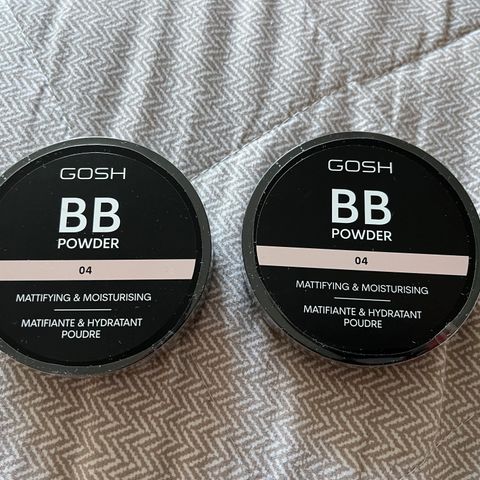 GOSH
BB
POWDER
04
MATTIFYING & MOISTURISING
MATIFIANTE & HYDRATANT
POUDRE
GOSH
BB
POWDER
04
MATTIFYING & MOISTURISING
MATIFIANTE & HYDRATANT
POUDRE